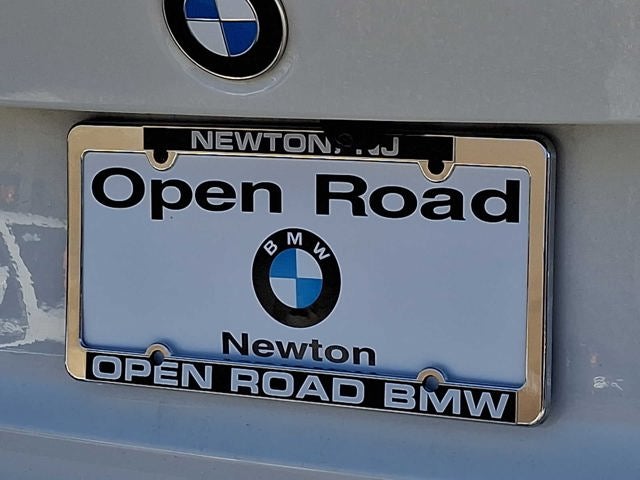 NEWTON, NJ
Open Road
BMW
Newton
OPEN ROAD BMW